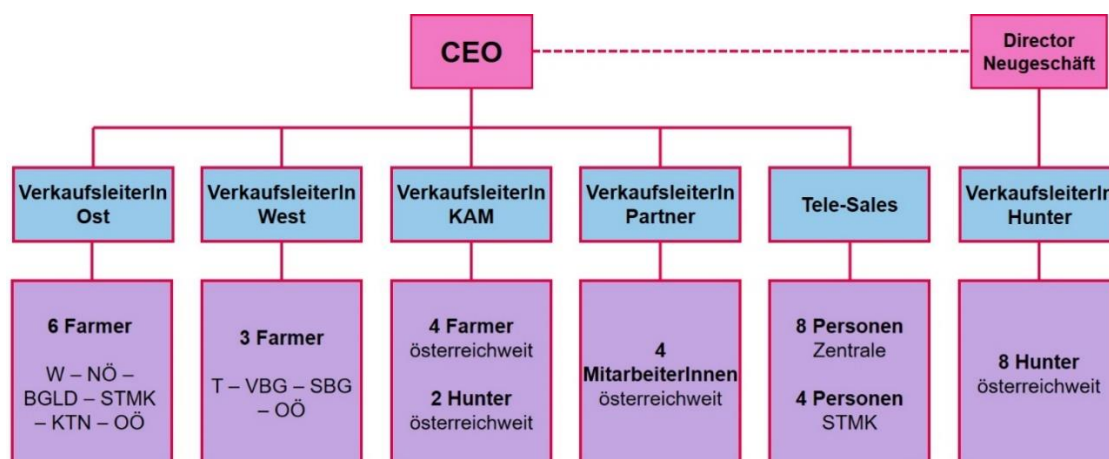 CEO
Director
Neugeschäft
VerkaufsleiterIn
Ost
VerkaufsleiterIn
West
VerkaufsleiterIn
KAM
VerkaufsleiterIn
Partner
Tele-Sales
VerkaufsleiterIn
Hunter
6 Farmer
W – NÖ –
BGLD – STMK
– KTN – OÖ
3 Farmer
T – VBG – SBG
– OÖ
4 Farmer
österreichweit
2 Hunter
österreichweit
4
MitarbeiterInnen
österreichweit
8 Personen
Zentrale
4 Personen
STMK
8 Hunter
österreichweit